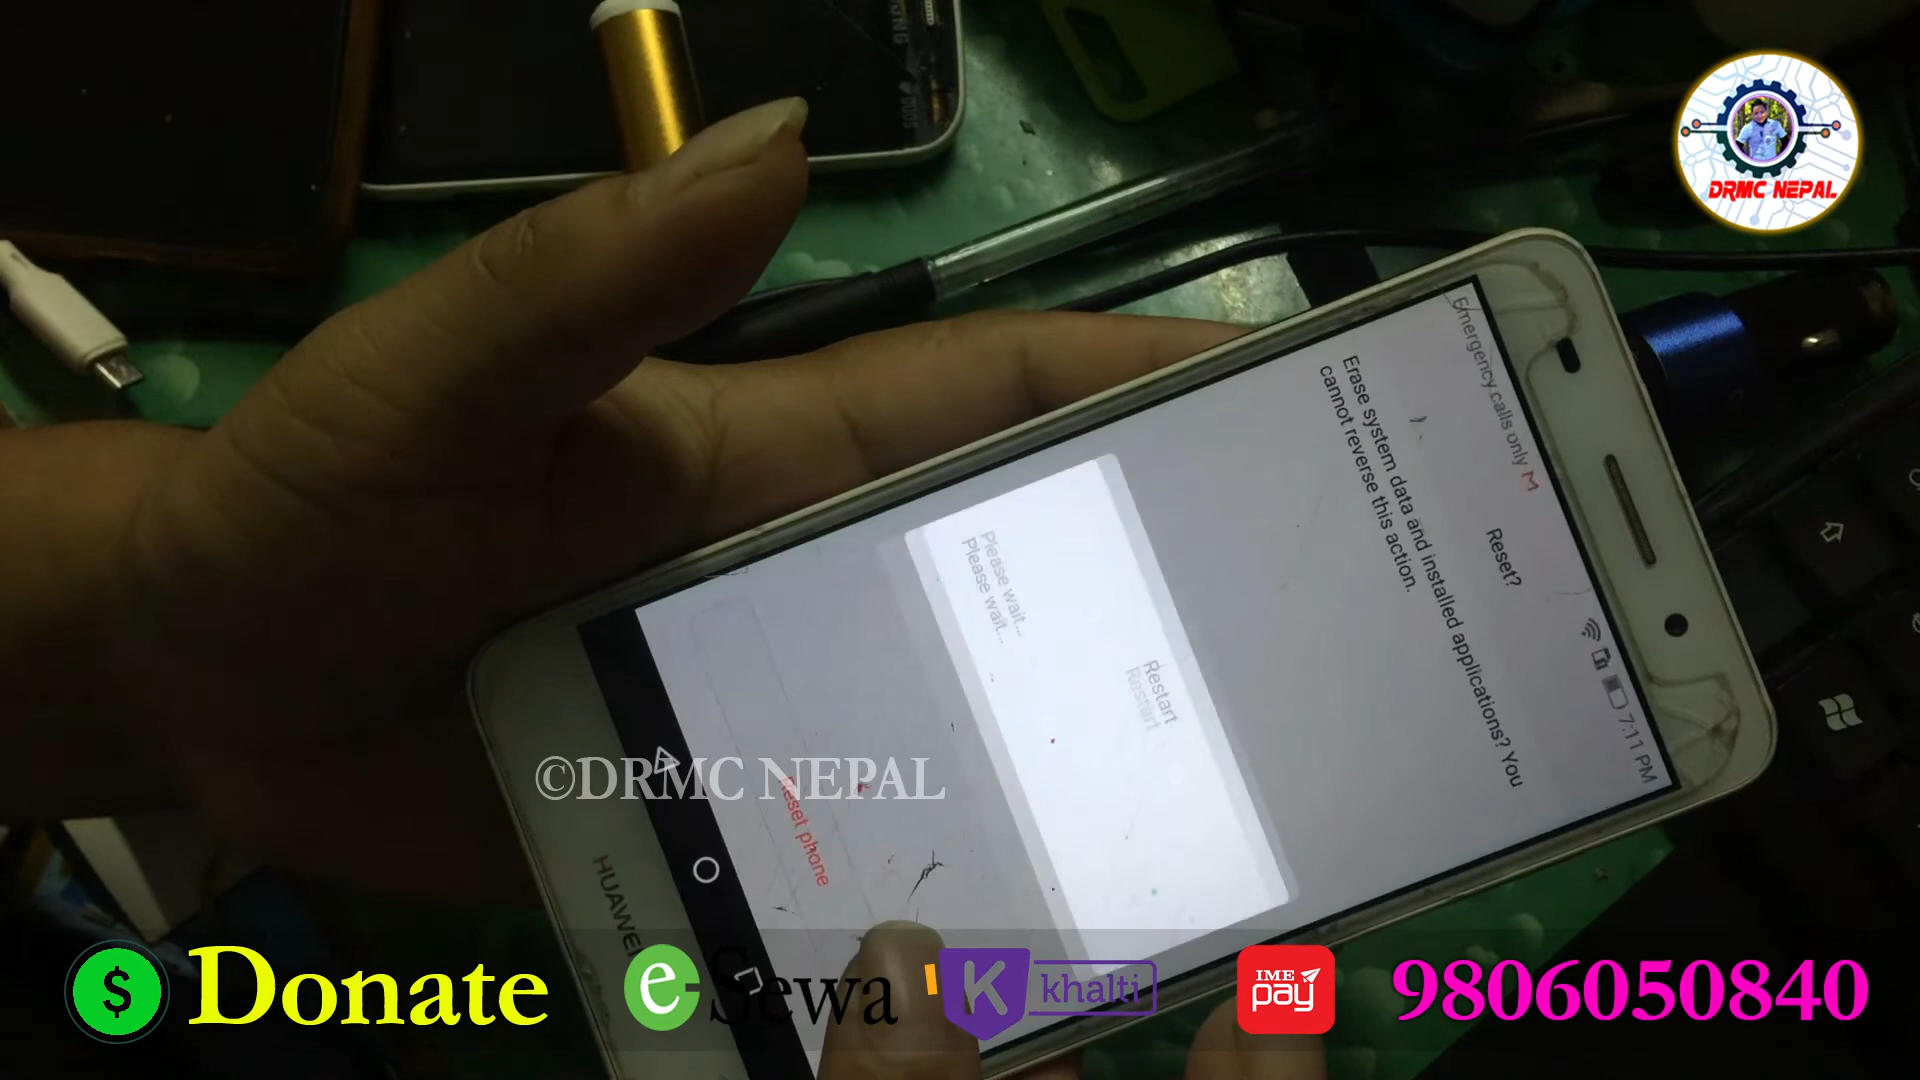 DRMC NEPAL
Emergency calls only
7:11 PM
Reset?
Erase system data and installed applications? You
cannot reverse this action.
Restart
Restart
Please wait...
Please wait...
Reset phone
HUAWEI
©DRMC NEPAL
Donate
e-Sewa
K khalti
IME
pay
9806050840